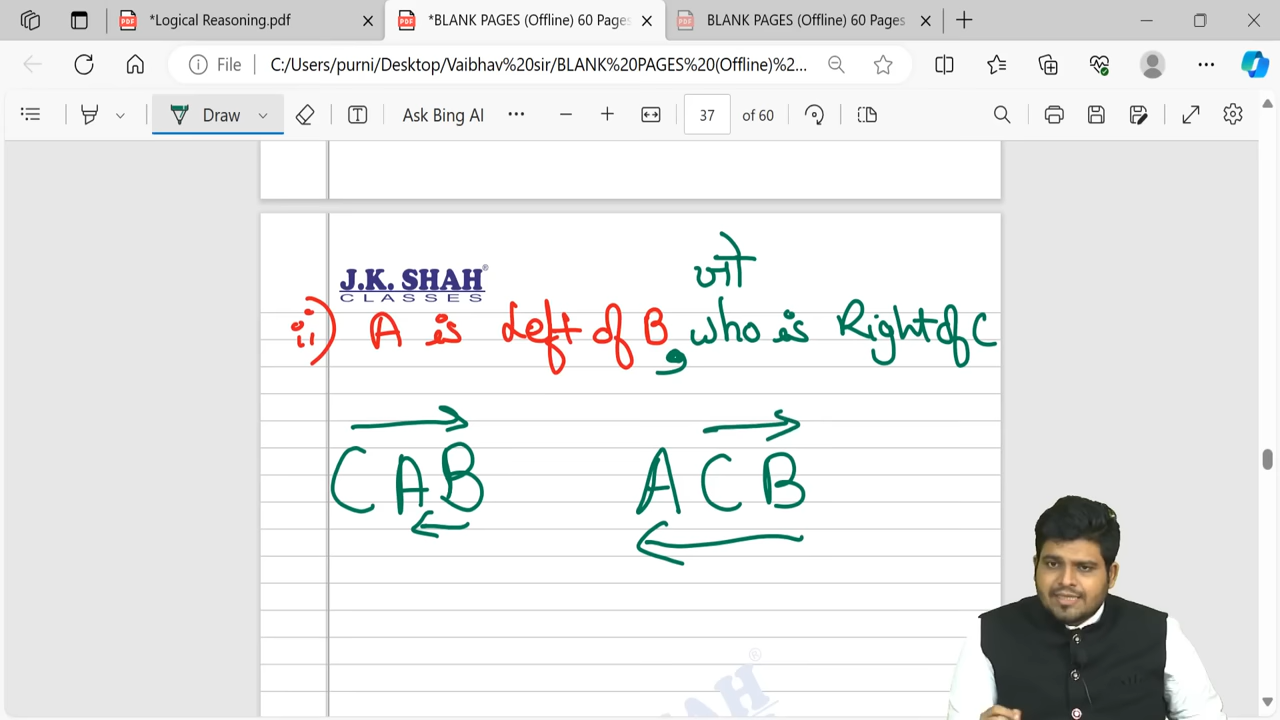 *Logical Reasoning.pdf
*BLANK PAGES (Offline) 60 Pages
BLANK PAGES (Offline) 60 Pages
File C:/Users/purni/Desktop/Vaibhav%20sir/BLANK%20PAGES%20(Offline)%2...
Draw Ask Bing AI 37 of 60
जो
J.K. SHAH®
CLASSES
ii) A is Left of B, who is Right of C
C A B A C B
SHAH®